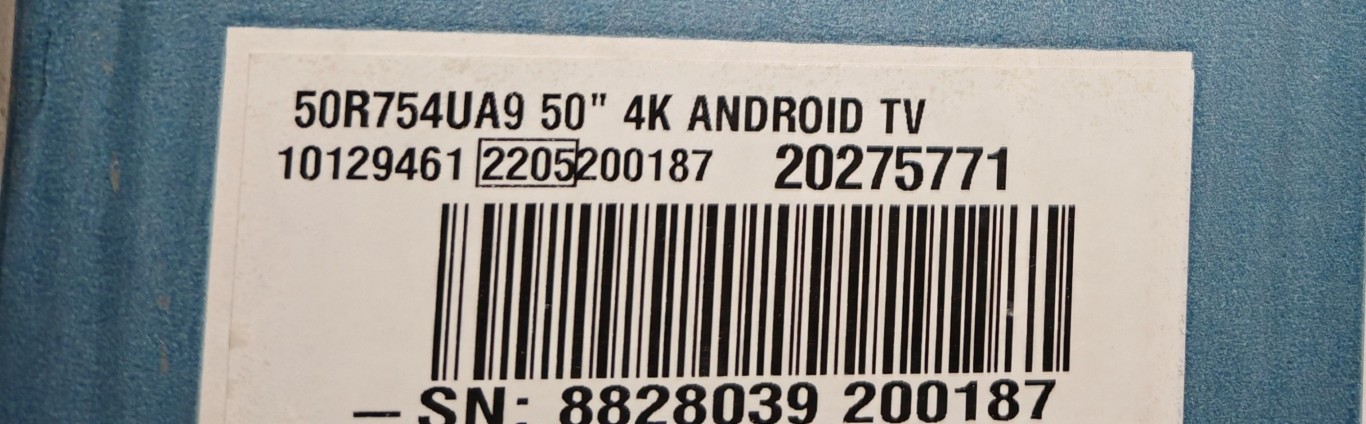 50R754UA9 50" 4K ANDROID TV
10129461 2205200187 20275771
– SN: 8828039 200187